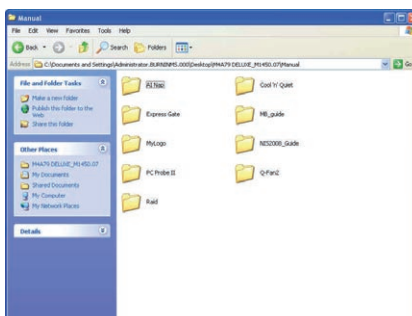 Manual
File Edit View Favorites Tools Help
Back Search Folders
Address C:\Documents and Settings\Administrator.BURNINMS.000\Desktop\M4A79 DELUXE_M1450.07\Manual Go
File and Folder Tasks
Make a new folder
Publish this folder to the Web
Share this folder
Other Places
M4A79 DELUXE_M1450.07
My Documents
Shared Documents
My Computer
My Network Places
Details
AI Nap
Cool 'n' Quiet
Express Gate
MB_guide
MyLogo
NIS2008_Guide
PC Probe II
Q-Fan2
Raid